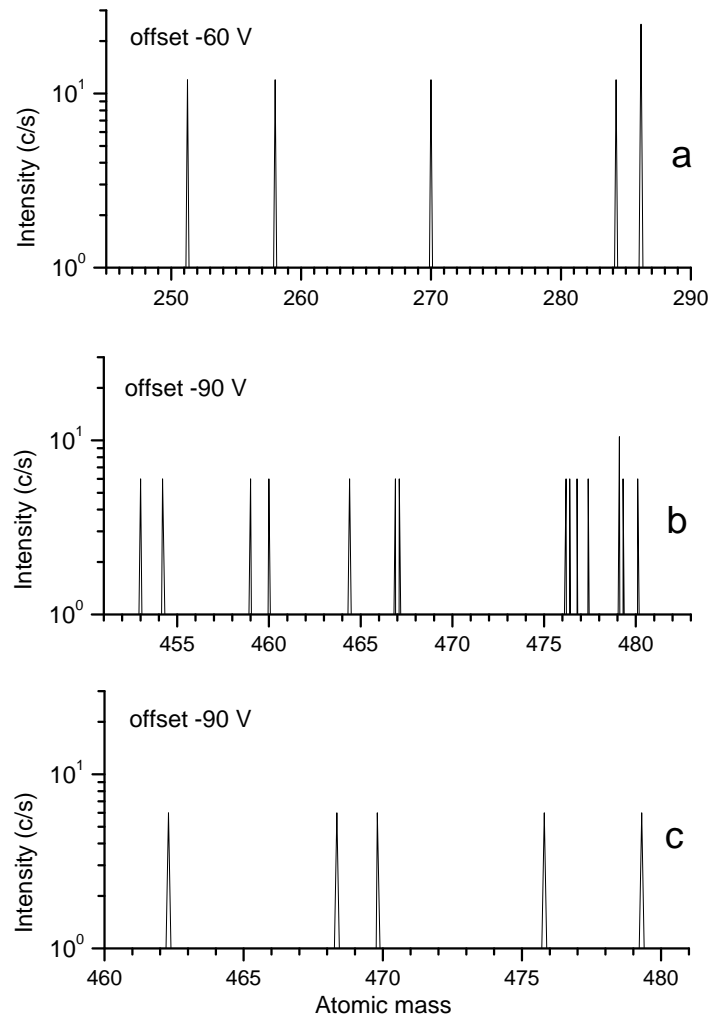 offset -60 V
a
Intensity (c/s)
10^1
10^0
250 260 270 280 290
offset -90 V
b
Intensity (c/s)
10^1
10^0
455 460 465 470 475 480
offset -90 V
c
Intensity (c/s)
10^1
10^0
460 465 470 475 480
Atomic mass